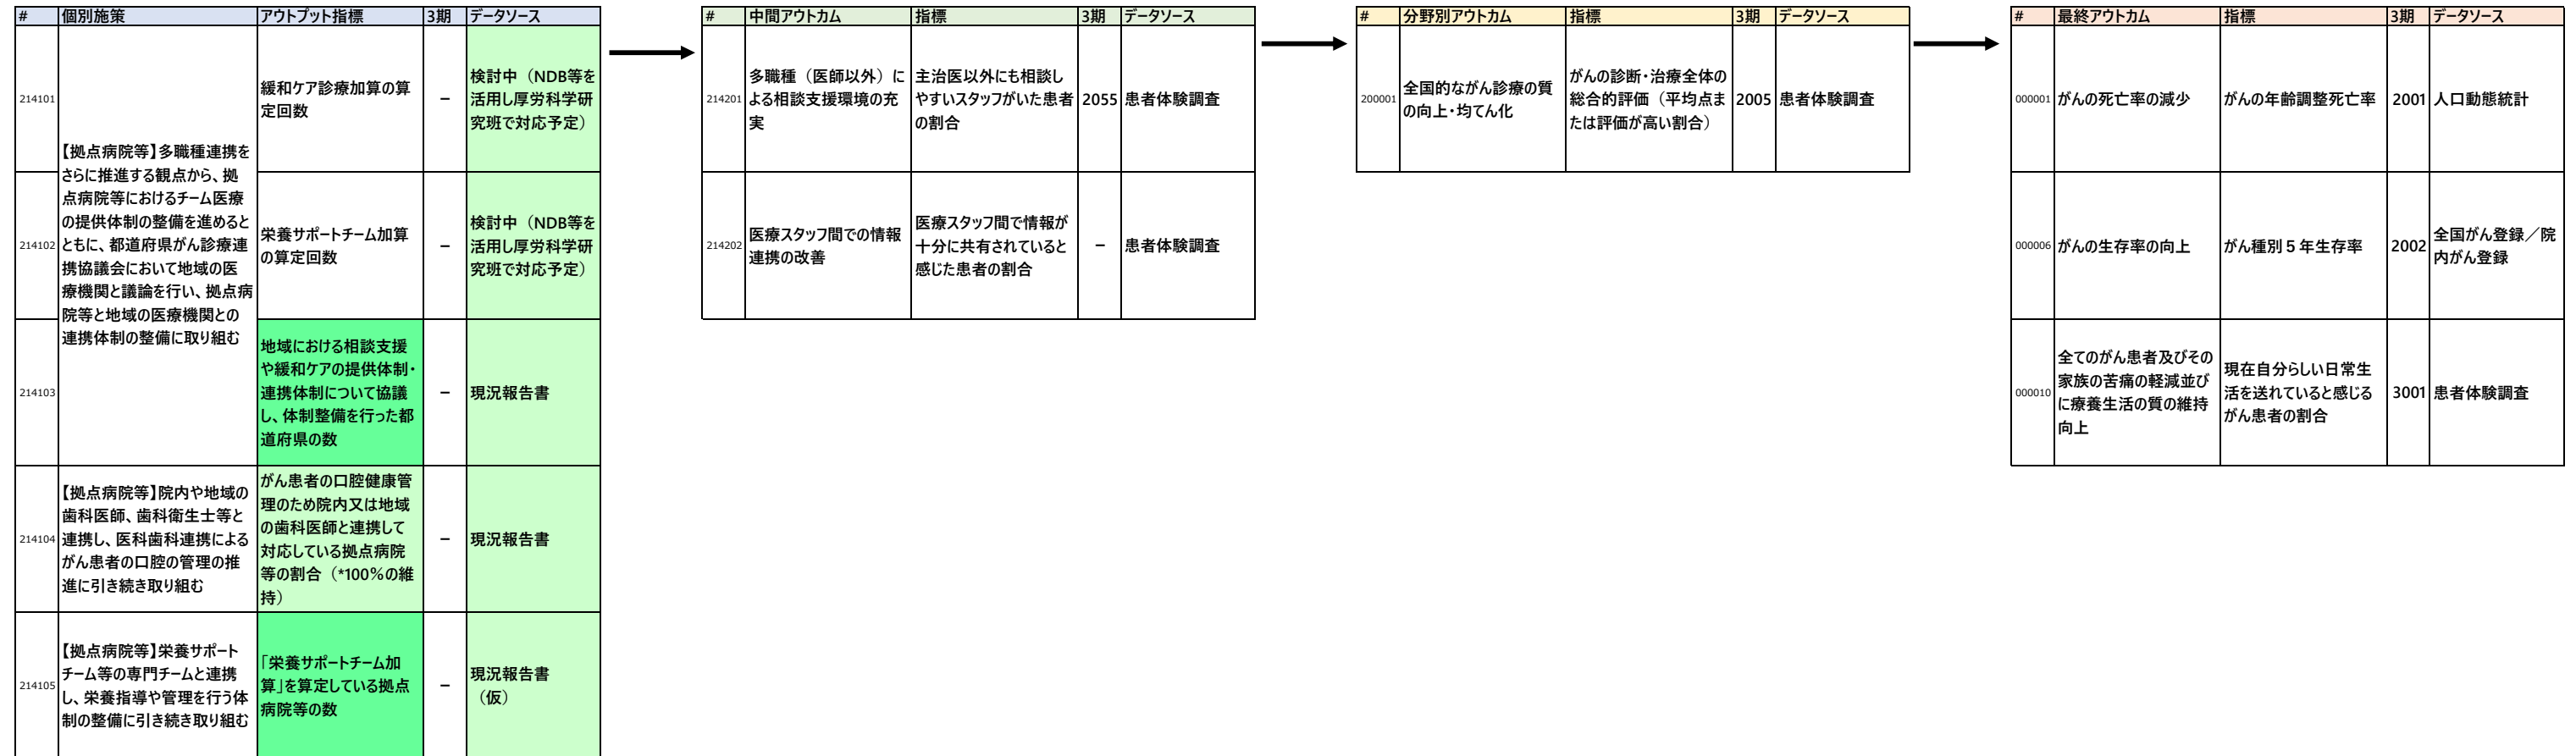 # 個別施策 アウトプット指標 3期 データソース
214101
【拠点病院等】多職種連携を
さらに推進する観点から、拠
点病院等におけるチーム医療
の提供体制の整備を進めると
ともに、都道府県がん診療連
携協議会において地域の医
療機関と議論を行い、拠点病
院等と地域の医療機関との
連携体制の整備に取り組む
緩和ケア診療加算の算
定回数
–
検討中（NDB等を
活用し厚労科学研
究班で対応予定）
214102
栄養サポートチーム加算
の算定回数
–
検討中（NDB等を
活用し厚労科学研
究班で対応予定）
214103
地域における相談支援
や緩和ケアの提供体制・
連携体制について協議
し、体制整備を行った都
道府県の数
–
現況報告書
214104
【拠点病院等】院内や地域の
歯科医師、歯科衛生士等と
連携し、医科歯科連携による
がん患者の口腔の管理の推
進に引き続き取り組む
がん患者の口腔健康管
理のため院内又は地域
の歯科医師と連携して
対応している拠点病院
等の割合（*100％の維
持）
–
現況報告書
214105
【拠点病院等】栄養サポート
チーム等の専門チームと連携
し、栄養指導や管理を行う体
制の整備に引き続き取り組む
「栄養サポートチーム加
算」を算定している拠点
病院等の数
–
現況報告書
（仮）
# 中間アウトカム 指標 3期 データソース
214201
多職種（医師以外）に
よる相談支援環境の充
実
主治医以外にも相談し
やすいスタッフがいた患者
の割合
2055
患者体験調査
214202
医療スタッフ間での情報
連携の改善
医療スタッフ間で情報が
十分に共有されていると
感じた患者の割合
–
患者体験調査
# 分野別アウトカム 指標 3期 データソース
200001
全国的ながん診療の質
の向上・均てん化
がんの診断・治療全体の
総合的評価（平均点ま
たは評価が高い割合）
2005
患者体験調査
# 最終アウトカム 指標 3期 データソース
000001
がんの死亡率の減少
がんの年齢調整死亡率
2001
人口動態統計
000006
がんの生存率の向上
がん種別５年生存率
2002
全国がん登録／院
内がん登録
000010
全てのがん患者及びその
家族の苦痛の軽減並び
に療養生活の質の維持
向上
現在自分らしい日常生
活を送れていると感じる
がん患者の割合
3001
患者体験調査